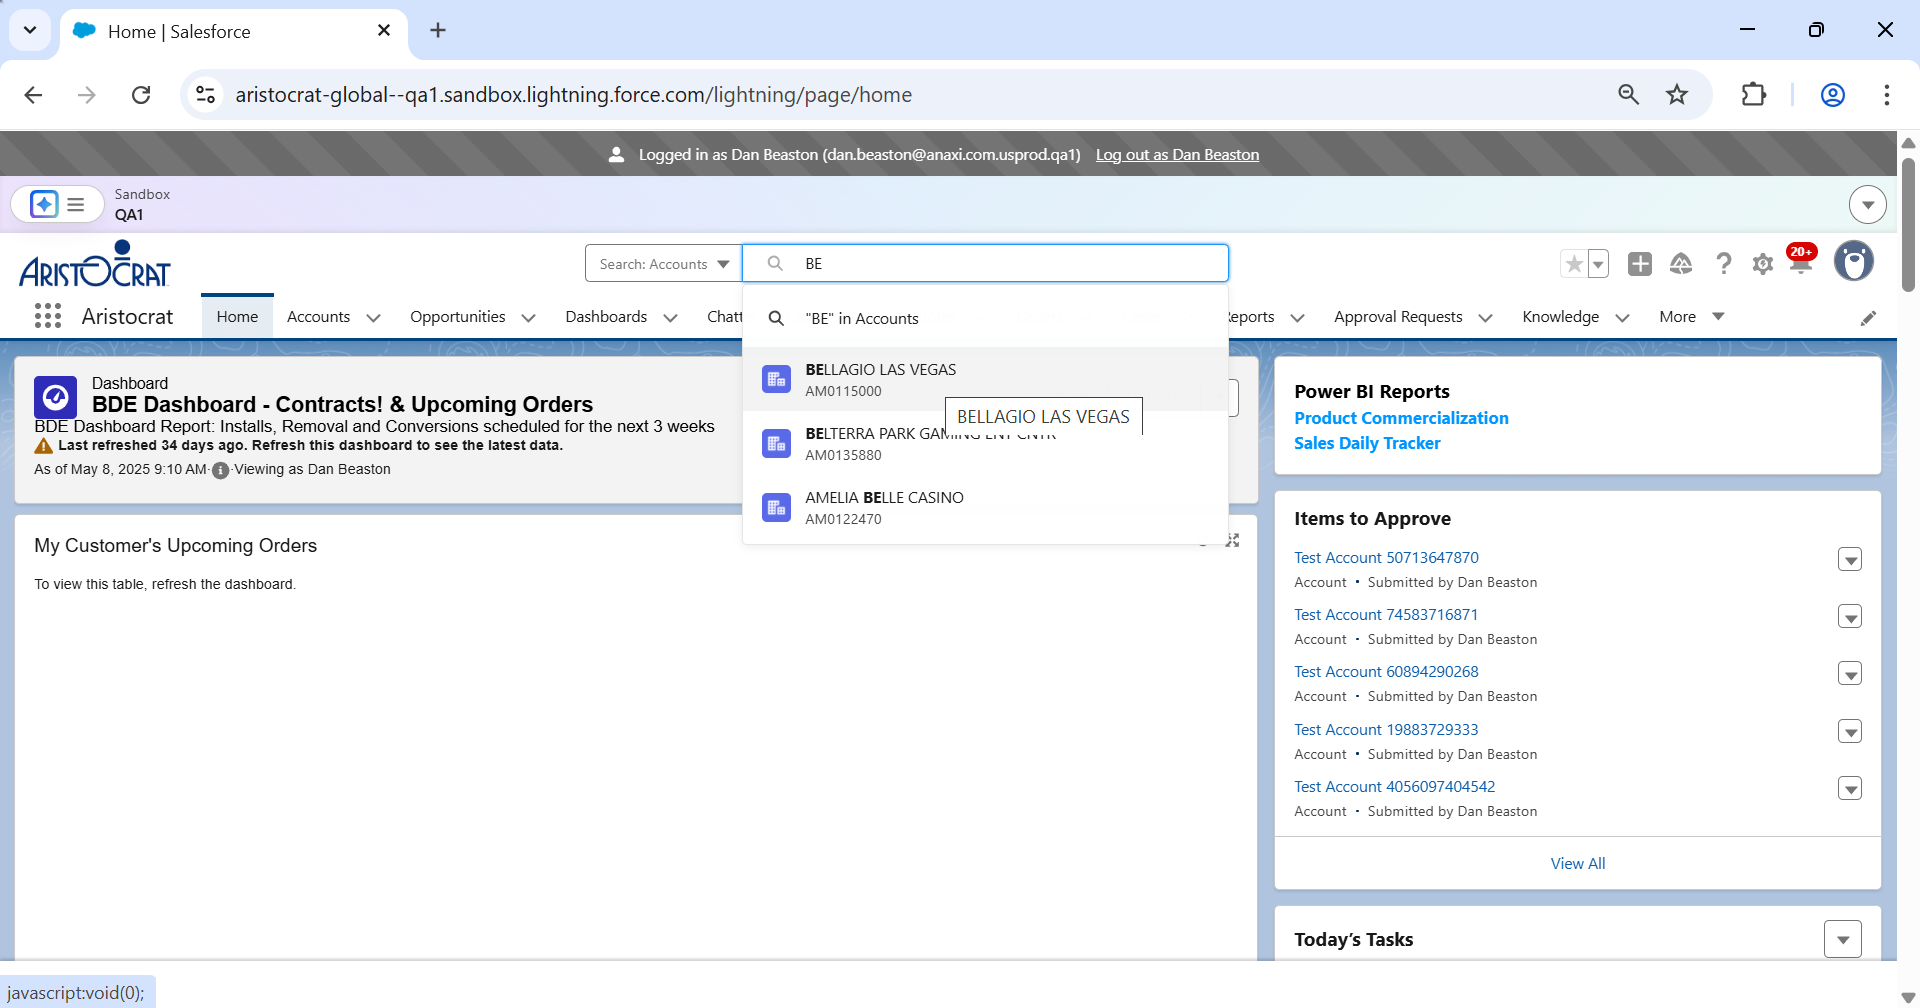 Home | Salesforce
aristocrat-global--qa1.sandbox.lightning.force.com/lightning/page/home
Logged in as Dan Beaston (dan.beaston@anaxi.com.usprod.qa1) Log out as Dan Beaston
Sandbox
QA1
ARISTOCRAT
Search: Accounts
BE
20+
Aristocrat
Home
Accounts
Opportunities
Dashboards
Approval Requests
Knowledge
More
"BE" in Accounts
BELLAGIO LAS VEGAS
AM0115000
BELLAGIO LAS VEGAS
BELTERRA PARK GAMING ENT CNTR
AM0135880
AMELIA BELLE CASINO
AM0122470
Dashboard
BDE Dashboard - Contracts! & Upcoming Orders
BDE Dashboard Report: Installs, Removal and Conversions scheduled for the next 3 weeks
Last refreshed 34 days ago. Refresh this dashboard to see the latest data.
As of May 8, 2025 9:10 AM·Viewing as Dan Beaston
My Customer's Upcoming Orders
To view this table, refresh the dashboard.
Power BI Reports
Product Commercialization
Sales Daily Tracker
Items to Approve
Test Account 50713647870
Account • Submitted by Dan Beaston
Test Account 74583716871
Account • Submitted by Dan Beaston
Test Account 60894290268
Account • Submitted by Dan Beaston
Test Account 19883729333
Account • Submitted by Dan Beaston
Test Account 4056097404542
Account • Submitted by Dan Beaston
View All
Today's Tasks
javascript:void(0);